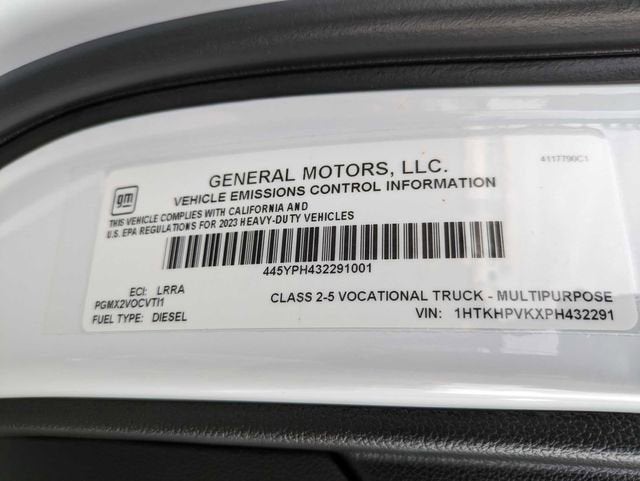 GENERAL MOTORS, LLC.
4117790C1
gm
VEHICLE EMISSIONS CONTROL INFORMATION
THIS VEHICLE COMPLIES WITH CALIFORNIA AND
U.S. EPA REGULATIONS FOR 2023 HEAVY-DUTY VEHICLES
445YPH432291001
ECI: LRRA
PGMX2VOCVTI1
FUEL TYPE: DIESEL
CLASS 2-5 VOCATIONAL TRUCK - MULTIPURPOSE
VIN: 1HTKHPVKXPH432291